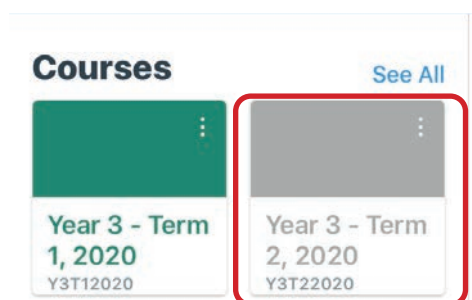 Courses
See All
Year 3 - Term
1, 2020
Y3T12020
Year 3 - Term
2, 2020
Y3T22020